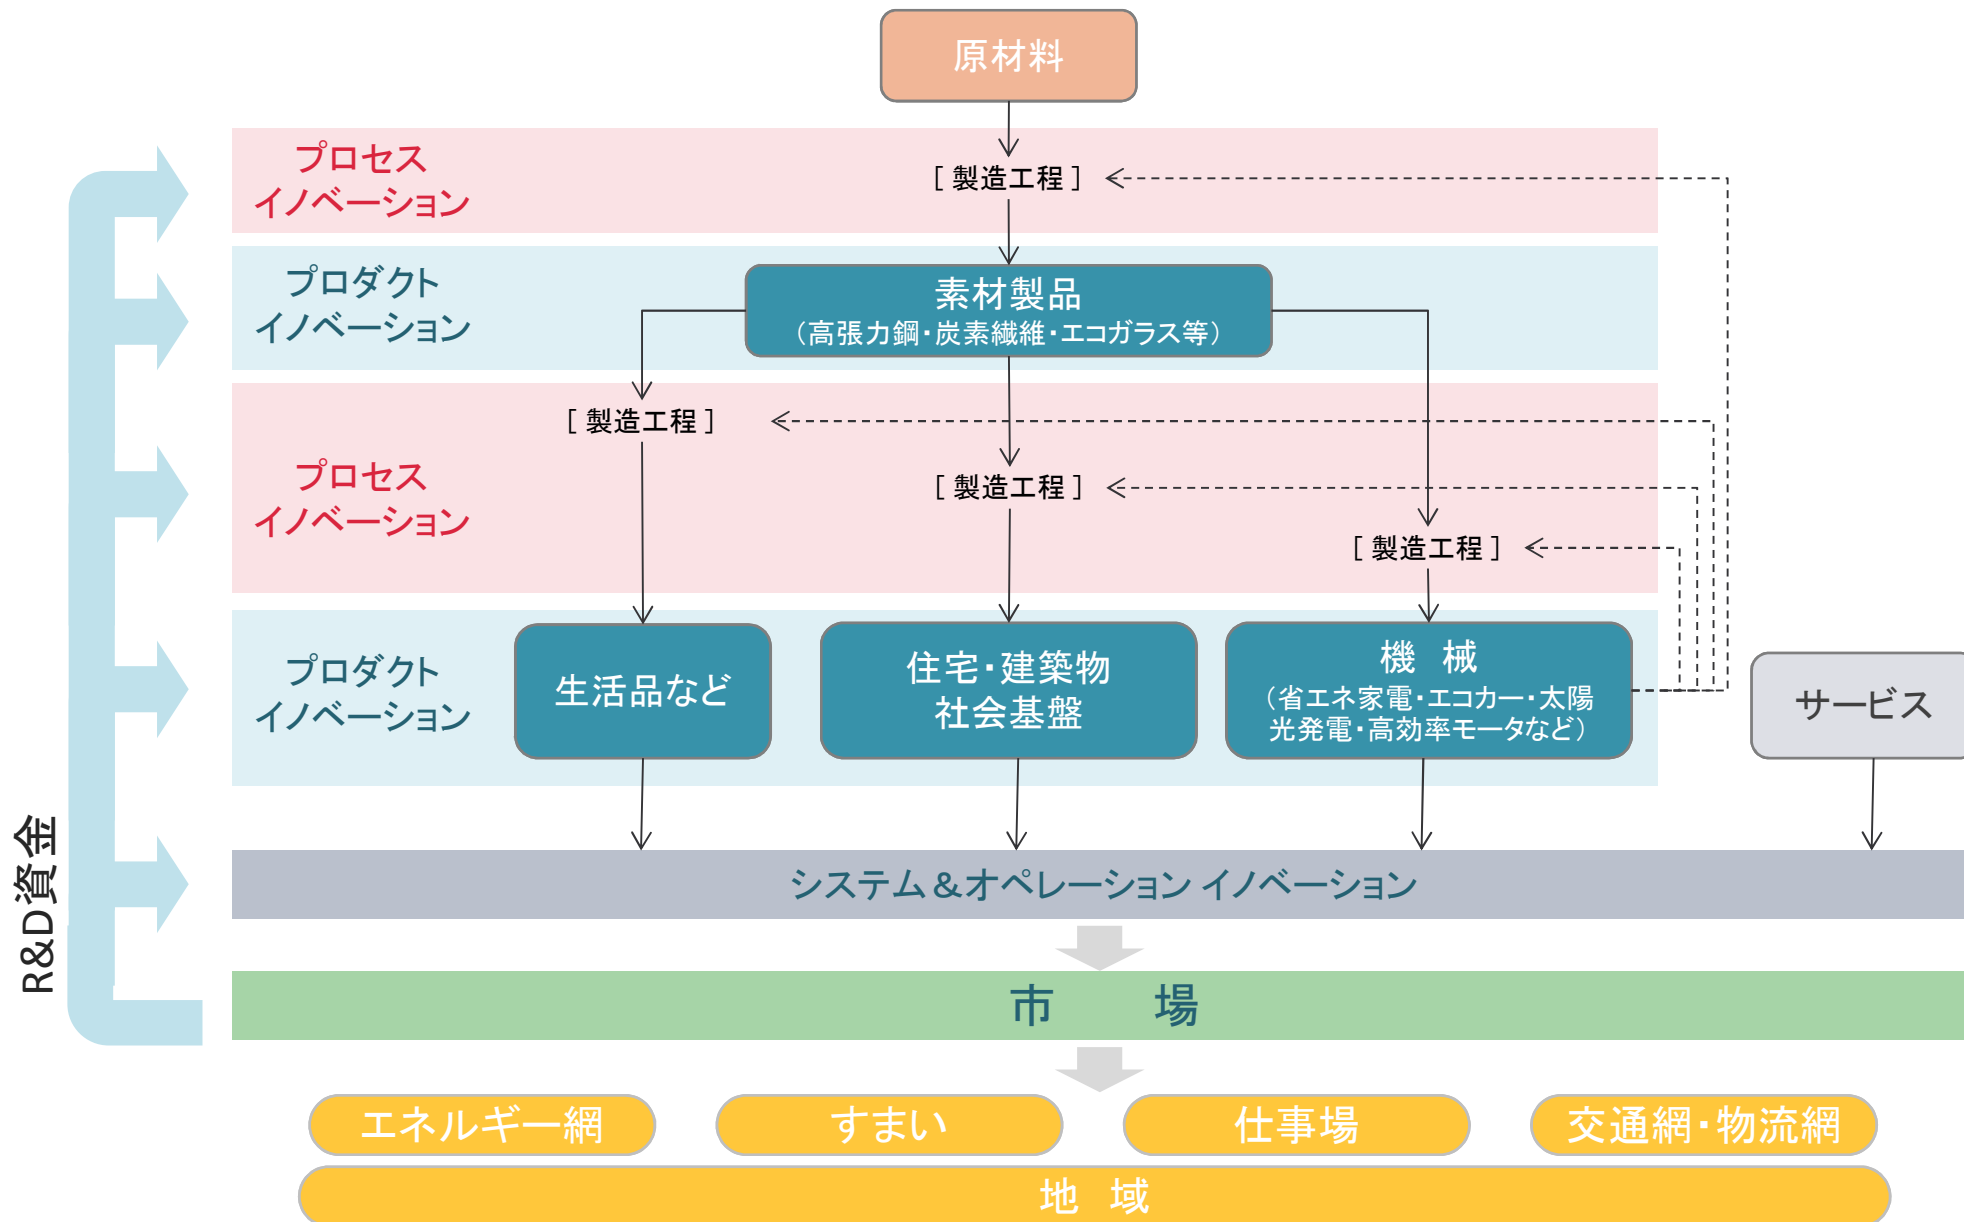 原材料
プロセス
イノベーション
[ 製造工程 ]
プロダクト
イノベーション
素材製品
（高張力鋼・炭素繊維・エコガラス等）
プロセス
イノベーション
[ 製造工程 ]
[ 製造工程 ]
[ 製造工程 ]
プロダクト
イノベーション
生活品など
住宅・建築物
社会基盤
機　械
（省エネ家電・エコカー・太陽
光発電・高効率モータなど）
サービス
R&D資金
システム＆オペレーション イノベーション
市　場
エネルギー網
すまい
仕事場
交通網・物流網
地　域